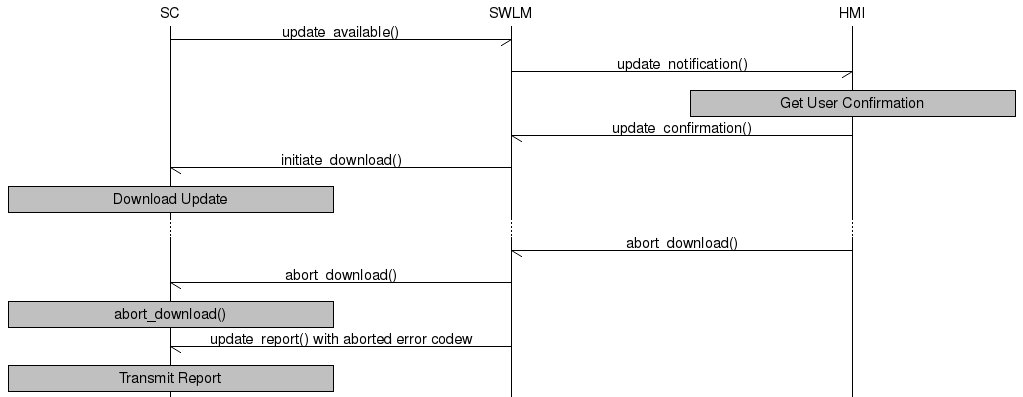 SC SWLM HMI
update_available()
update_notification()
Get User Confirmation
update_confirmation()
initiate_download()
Download Update
abort_download()
abort_download()
abort_download()
update_report() with aborted error codew
Transmit Report